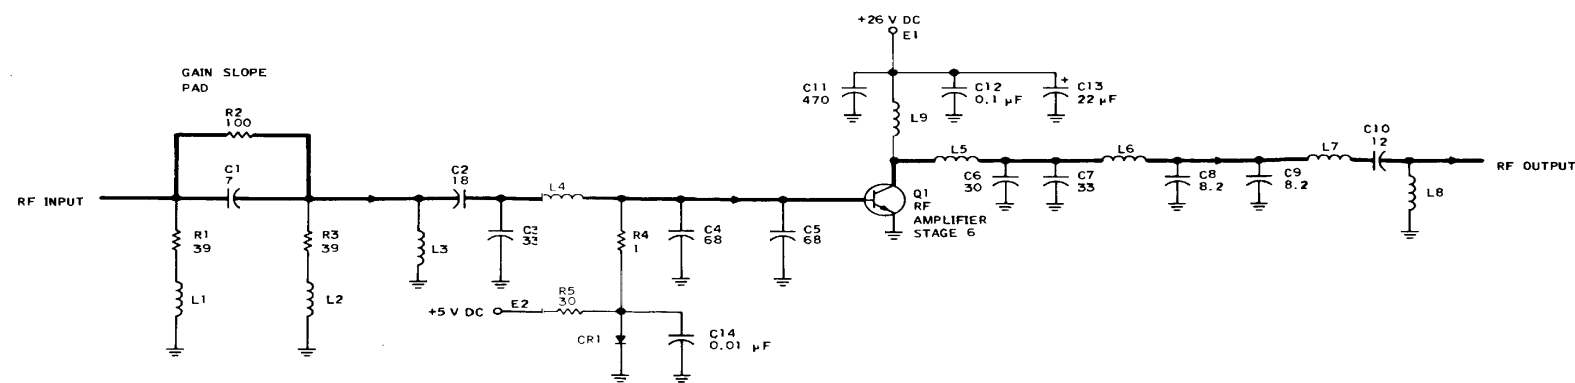 +26 V DC
E1
GAIN SLOPE
PAD
R2
100
C11
470
C12
0.1 µF
+
C13
22 µF
L9
C10
12
L5
L6
L7
RF OUTPUT
C1
7
C2
18
L4
C6
30
C7
33
C8
8.2
C9
8.2
L8
RF INPUT
Q1
RF
AMPLIFIER
STAGE 6
R1
39
R3
39
L3
C3
33
R4
1
C4
68
C5
68
L1
L2
+5 V DC
E2
R5
30
CR1
C14
0.01 µF